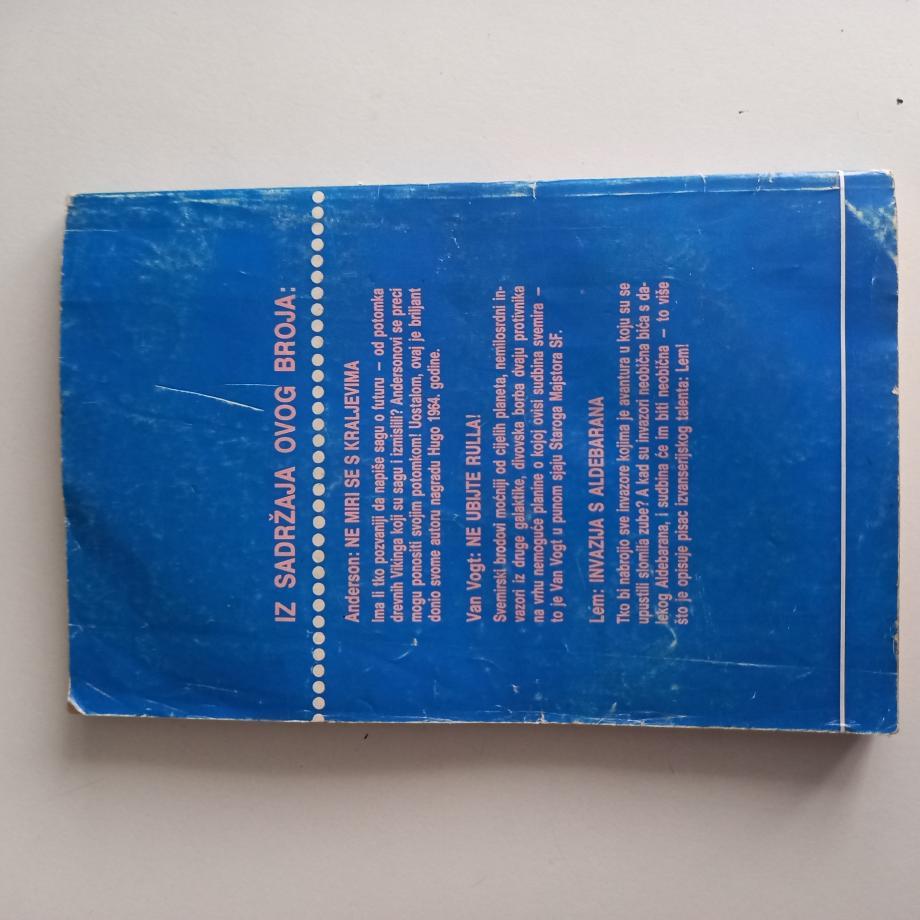 IZ SADRŽAJA OVOG BROJA:
Anderson: NE MIRI SE S KRALJEVIMA
Ima li tko pozvaniji da napiše sagu o futuru – od potomka
drevnih Vikinga koji su sagu i izmislili? Andersonovi se preci
mogu ponositi svojim potomkom! Uostalom, ovaj je briljant
donio svome autoru nagradu Hugo 1964. godine.
Van Vogt: NE UBIJTE RULLA!
Svemirski brodovi moćniji od cijelih planeta, nemilosrdni in-
vazori iz druge galaktike, divovska borba dvaju protivnika
na vrhu nemoguće planine o kojoj ovisi sudbina svemira –
to je Van Vogt u punom sjaju Staroga Majstora SF.
Lem: INVAZIJA S ALDEBARANA
Tko bi nabrojio sve invazore kojima je avantura u koju su se
upustili slomila zube? A kad su invazori neobična bića s da-
lekog Aldebarana, i sudbina će im biti neobična – to više
što je opisuje pisac izvanserijskog talenta: Lem!